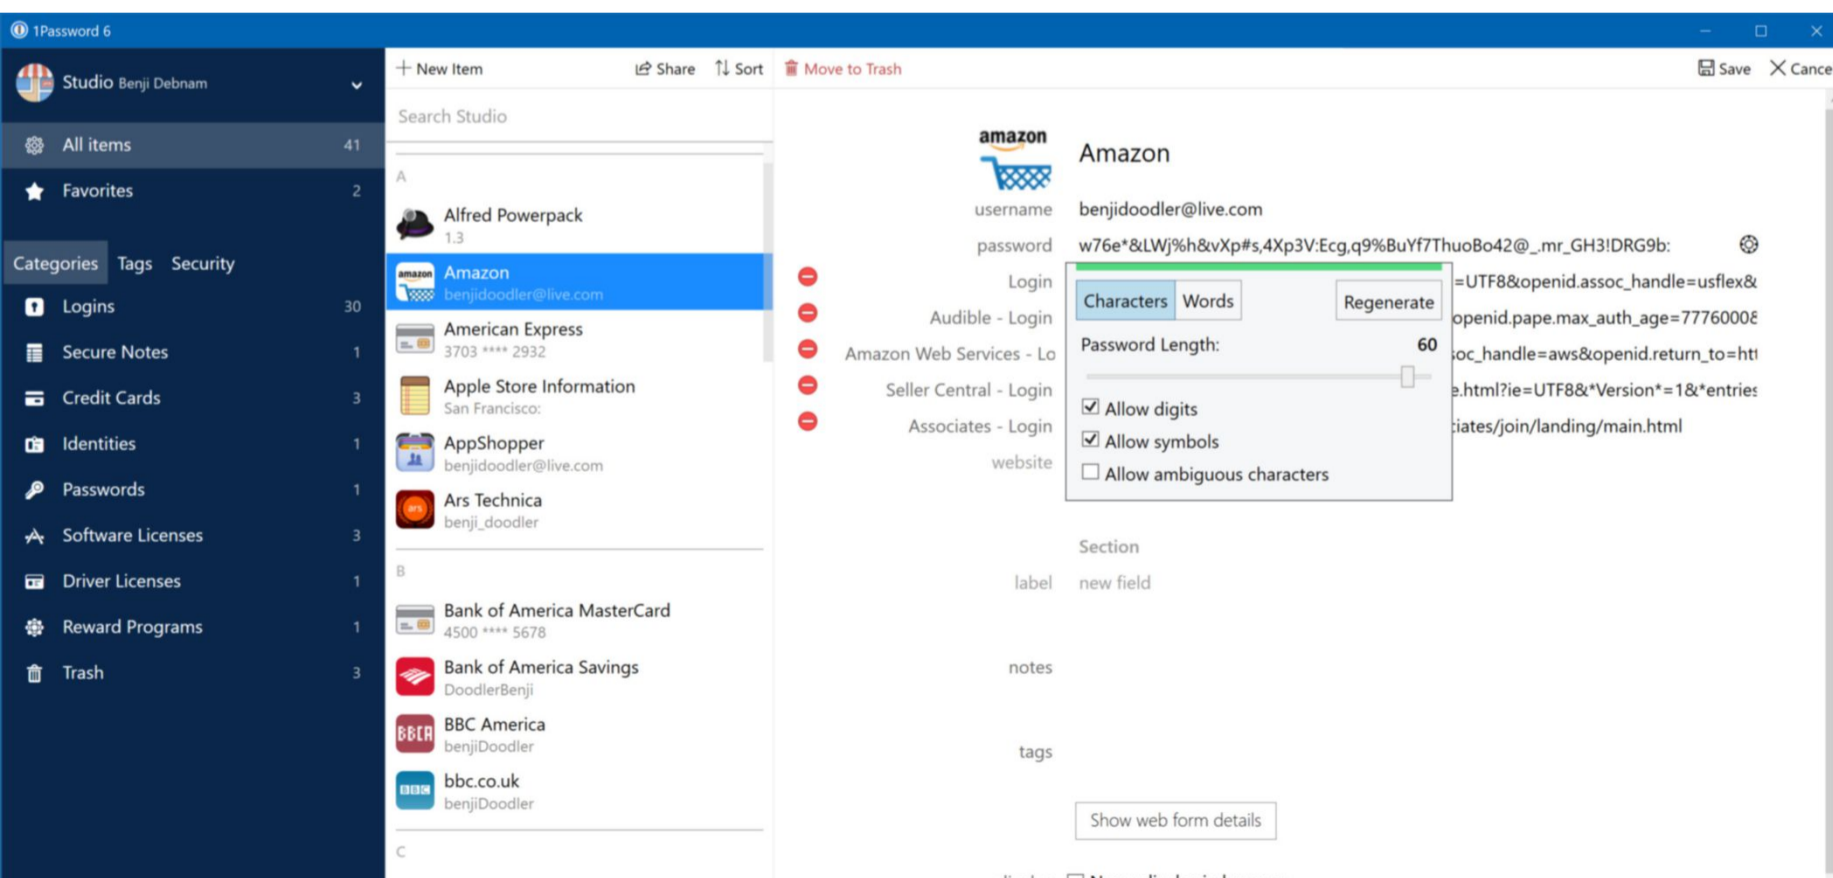 1Password 6
Studio Benji Debnam
All items 41
Favorites 2
Categories Tags Security
Logins 30
Secure Notes 1
Credit Cards 3
Identities 1
Passwords 1
Software Licenses 3
Driver Licenses 1
Reward Programs 1
Trash 3
New Item Share Sort
Search Studio
A
Alfred Powerpack
1.3
amazon
Amazon
benjidoodler@live.com
American Express
3703 **** 2932
Apple Store Information
San Francisco:
AppShopper
benjidoodler@live.com
ars
Ars Technica
benji_doodler
B
Bank of America MasterCard
4500 **** 5678
Bank of America Savings
DoodlerBenji
BBCA
BBC America
benjiDoodler
BBC
bbc.co.uk
benjiDoodler
C
Move to Trash Save Cance
amazon
Amazon
username benjidoodler@live.com
password w76e*&LWj%h&vXp#s,4Xp3V:Ecg,q9%BuYf7ThuoBo42@_.mr_GH3!DRG9b:
Login =UTF8&openid.assoc_handle=usflex&
Audible - Login openid.pape.max_auth_age=7776000&
Amazon Web Services - Lo oc_handle=aws&openid.return_to=htt
Seller Central - Login e.html?ie=UTF8&*Version*=1&*entries
Associates - Login iates/join/landing/main.html
website
Characters Words Regenerate
Password Length: 60
Allow digits
Allow symbols
Allow ambiguous characters
Section
label new field
notes
tags
Show web form details